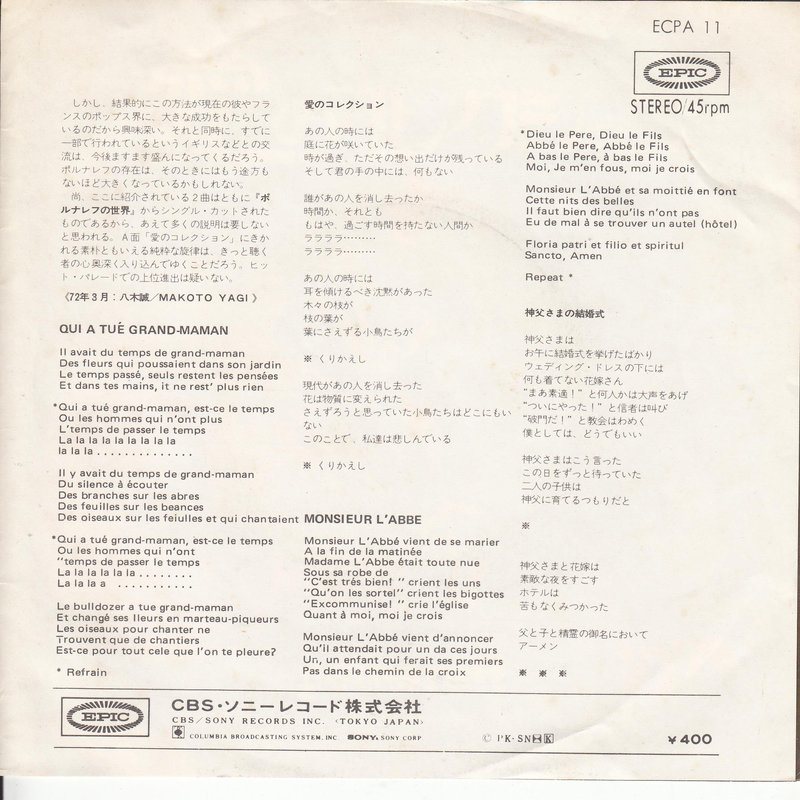 ECPA 11
EPIC
STEREO/45rpm
しかし、結果的にこの方法が現在の彼やフラ
ンスのポップス界に、大きな成功をもたらして
いるのだから興味深い。それと同時に、すでに
一部で行われているというイギリスなどとの交
流は、今後ますます盛んになってくるだろう。
ポルナレフの存在は、そのときにはもう途方も
ないほど大きくなっているかもしれない。
尚、ここに紹介されている2曲はともに『ポ
ルナレフの世界』からシングル・カットされた
ものであるから、あえて多くの説明は要しない
と思われる。A面「愛のコレクション」にきか
れる素朴ともいえる純粋な旋律は、きっと聴く
者の心奥深く入り込んでゆくことだろう。ヒッ
ト・パレードでの上位進出は疑いない。
《72年3月:八木誠/MAKOTO YAGI》
QUI A TUÉ GRAND-MAMAN
Il avait du temps de grand-maman
Des fleurs qui poussaient dans son jardin
Le temps passé, seuls restent les pensées
Et dans tes mains, it ne rest' plus rien
*Qui a tué grand-maman, est-ce le temps
Ou les hommes qui n'ont plus
L'temps de passer le temps
La la la la la la la la la
la la la . . . . . . . . . . . . . .
Il y avait du temps de grand-maman
Du silence à écouter
Des branches sur les abres
Des feuilles sur les beances
Des oiseaux sur les feiulles et qui chantaient
*Qui a tué grand-maman, est-ce le temps
Ou les hommes qui n'ont
"temps de passer le temps
La la la la la la . . . . . . . .
La la la a . . . . . . . . . . .
Le bulldozer a tue grand-maman
Et changé ses lleurs en marteau-piqueurs
Les oiseaux pour chanter ne
Trouvent que de chantiers
Est-ce pour tout cele que l'on te pleure?
* Refrain
愛のコレクション
あの人の時には
庭に花が咲いていた
時が過ぎ、ただその想い出だけが残っている
そして君の手の中には、何もない
誰があの人を消し去ったか
時間か、それとも
もはや、過ごす時間を持たない人間か
ララララ………
ララララ………
あの人の時には
耳を傾けるべき沈黙があった
木々の枝が
枝の葉が
葉にさえずる小鳥たちが
※ くりかえし
現代があの人を消し去った
花は物質に変えられた
さえずろうと思っていた小鳥たちはどこにもい
ない
このことで、私達は悲しんでいる
※ くりかえし
MONSIEUR L'ABBE
Monsieur L'Abbé vient de se marier
A la fin de la matinée
Madame L'Abbé était toute nue
Sous sa robe de
"C'est trés bien! " crient les uns
"Qu'on les sortel" crient les bigottes
"Excommunise! " crie l'église
Quant à moi, moi je crois
Monsieur L'Abbé vient d'annoncer
Qu'il attendait pour un da ces jours
Un, un enfant qui ferait ses premiers
Pas dans le chemin de la croix
*Dieu le Pere, Dieu le Fils
Abbé le Pere, Abbé le Fils
A bas le Pere, à bas le Fils
Moi, Je m'en fous, moi je crois
Monsieur L'Abbé et sa moittié en font
Cette nits des belles
Il faut bien dire qu'ils n'ont pas
Eu de mal à se trouver un autel (hôtel)
Floria patri et filio et spiritul
Sancto, Amen
Repeat *
神父さまの結婚式
神父さまは
お午に結婚式を挙げたばかり
ウェディング・ドレスの下には
何も着てない花嫁さん
"まあ素適!"と何人かは大声をあげ
"ついにやった!"と信者は叫び
"破門だ!"と教会はわめく
僕としては、どうでもいい
神父さまはこう言った
この日をずっと待っていた
二人の子供は
神父に育てるつもりだと
※
神父さまと花嫁は
素敵な夜をすごす
ホテルは
苦もなくみつかった
父と子と精霊の御名において
アーメン
※ ※ ※
EPIC
CBS・ソニーレコード株式会社
CBS/SONY RECORDS INC. <TOKYO JAPAN>
COLUMBIA BROADCASTING SYSTEM, INC. SONY, SONY CORP
Ⓒ PK・SN
¥400